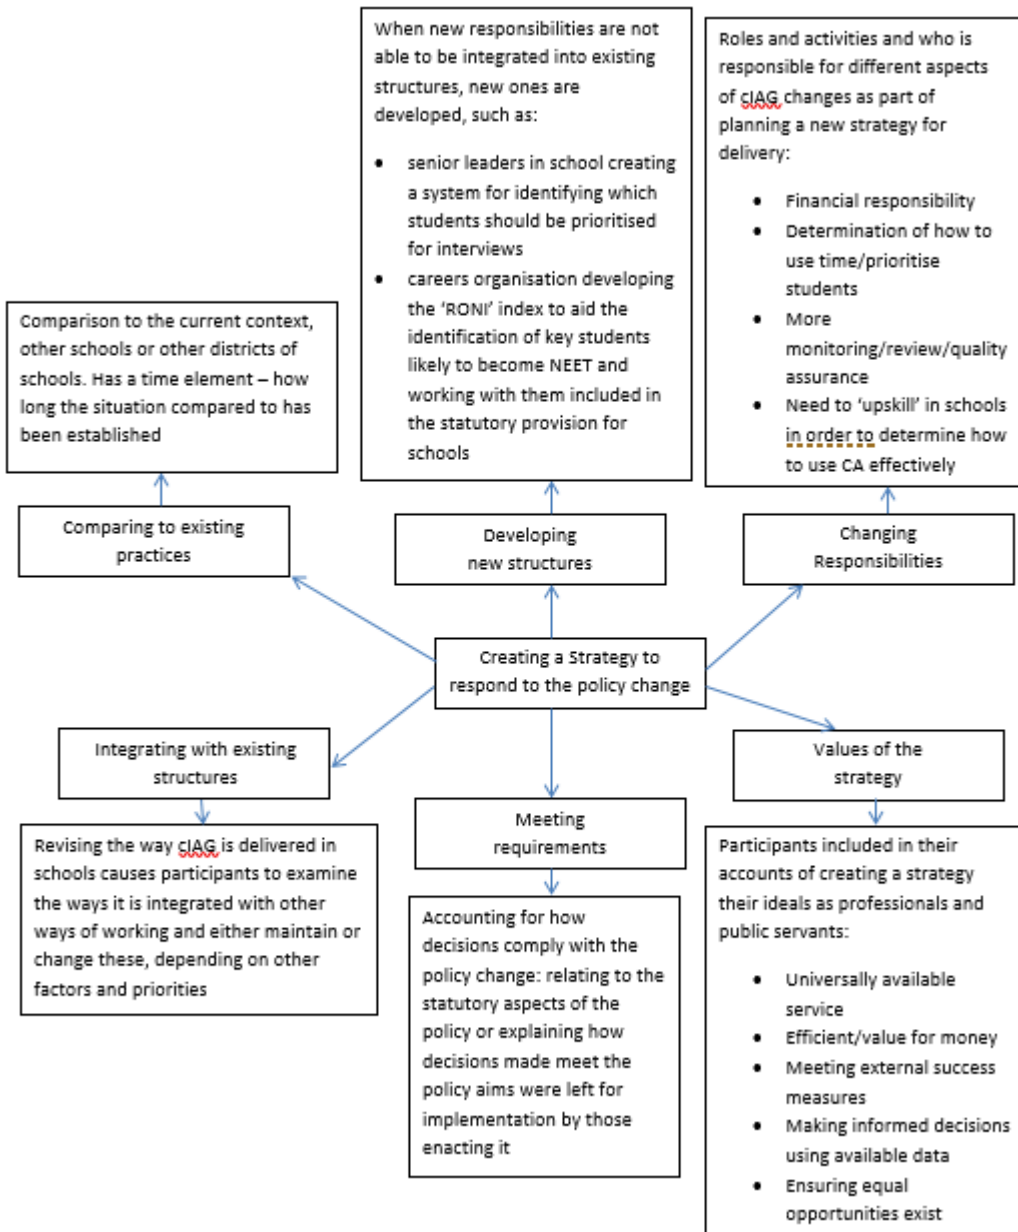 When new responsibilities are not
able to be integrated into existing
structures, new ones are
developed, such as:
• senior leaders in school creating
a system for identifying which
students should be prioritised
for interviews
• careers organisation developing
the ‘RONI’ index to aid the
identification of key students
likely to become NEET and
working with them included in
the statutory provision for
schools
Roles and activities and who is
responsible for different aspects
of cIAG changes as part of
planning a new strategy for
delivery:
• Financial responsibility
• Determination of how to
use time/prioritise
students
• More
monitoring/review/quality
assurance
• Need to ‘upskill’ in schools
in order to determine how
to use CA effectively
Comparison to the current context,
other schools or other districts of
schools. Has a time element – how
long the situation compared to has
been established
Comparing to existing
practices
Developing
new structures
Changing
Responsibilities
Creating a Strategy to
respond to the policy change
Integrating with existing
structures
Meeting
requirements
Values of the
strategy
Revising the way cIAG is delivered in
schools causes participants to examine
the ways it is integrated with other
ways of working and either maintain or
change these, depending on other
factors and priorities
Accounting for how
decisions comply with the
policy change: relating to the
statutory aspects of the
policy or explaining how
decisions made meet the
policy aims were left for
implementation by those
enacting it
Participants included in their
accounts of creating a strategy
their ideals as professionals and
public servants:
• Universally available
service
• Efficient/value for money
• Meeting external success
measures
• Making informed decisions
using available data
• Ensuring equal
opportunities exist